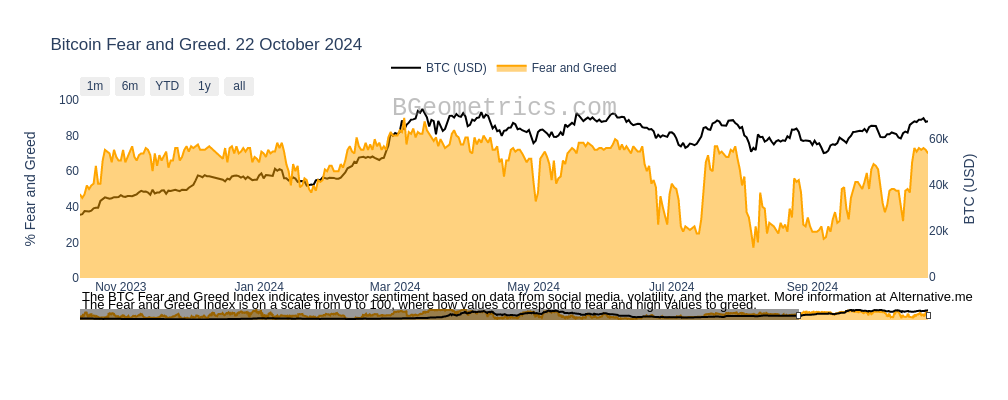 Bitcoin Fear and Greed. 22 October 2024
BTC (USD) Fear and Greed
1m 6m YTD 1y all
BGeometrics.com
100
80
60
40
20
0
% Fear and Greed
60k
40k
20k
0
BTC (USD)
Nov 2023 Jan 2024 Mar 2024 May 2024 Jul 2024 Sep 2024
The BTC Fear and Greed Index indicates investor sentiment based on data from social media, volatility, and the market. More information at Alternative.me
The Fear and Greed Index is on a scale from 0 to 100, where low values correspond to fear and high values to greed.